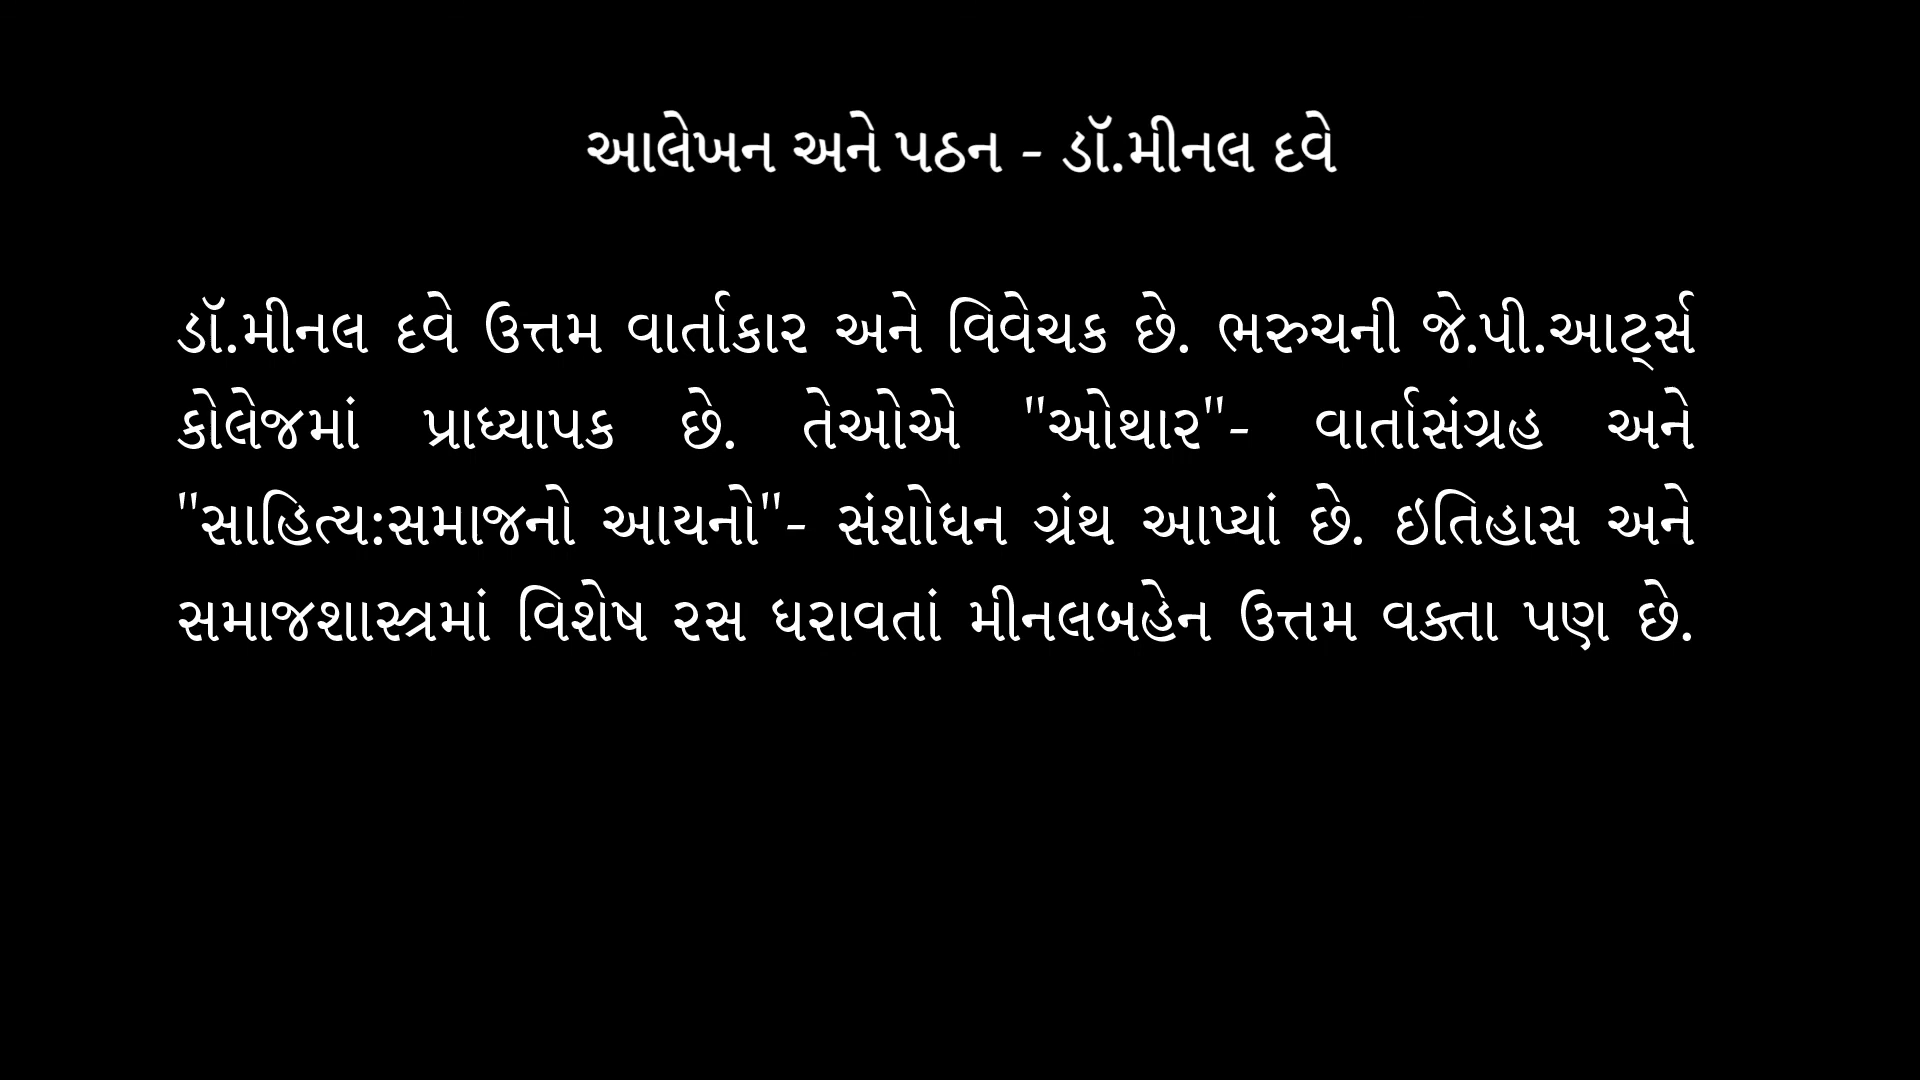 આલેખન અને પઠન - ડૉ.મીનલ દવે
ડૉ.મીનલ દવે ઉત્તમ વાર્તાકાર અને વિવેચક છે. ભરુચની જે.પી.આટ્ર્સ
કોલેજમાં પ્રાધ્યાપક છે. તેઓએ "ઓથાર"- વાર્તાસંગ્રહ અને
"સાહિત્ય:સમાજનો આયનો"- સંશોધન ગ્રંથ આપ્યાં છે. ઇતિહાસ અને
સમાજશાસ્ત્રમાં વિશેષ રસ ધરાવતાં મીનલબહેન ઉત્તમ વક્તા પણ છે.